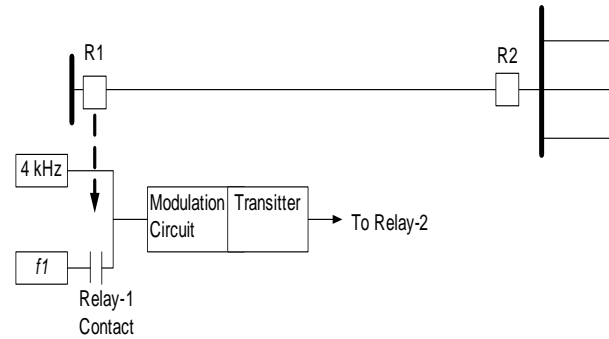 R1
R2
4 kHz
Modulation
Circuit
Transitter
To Relay-2
f1
Relay-1
Contact